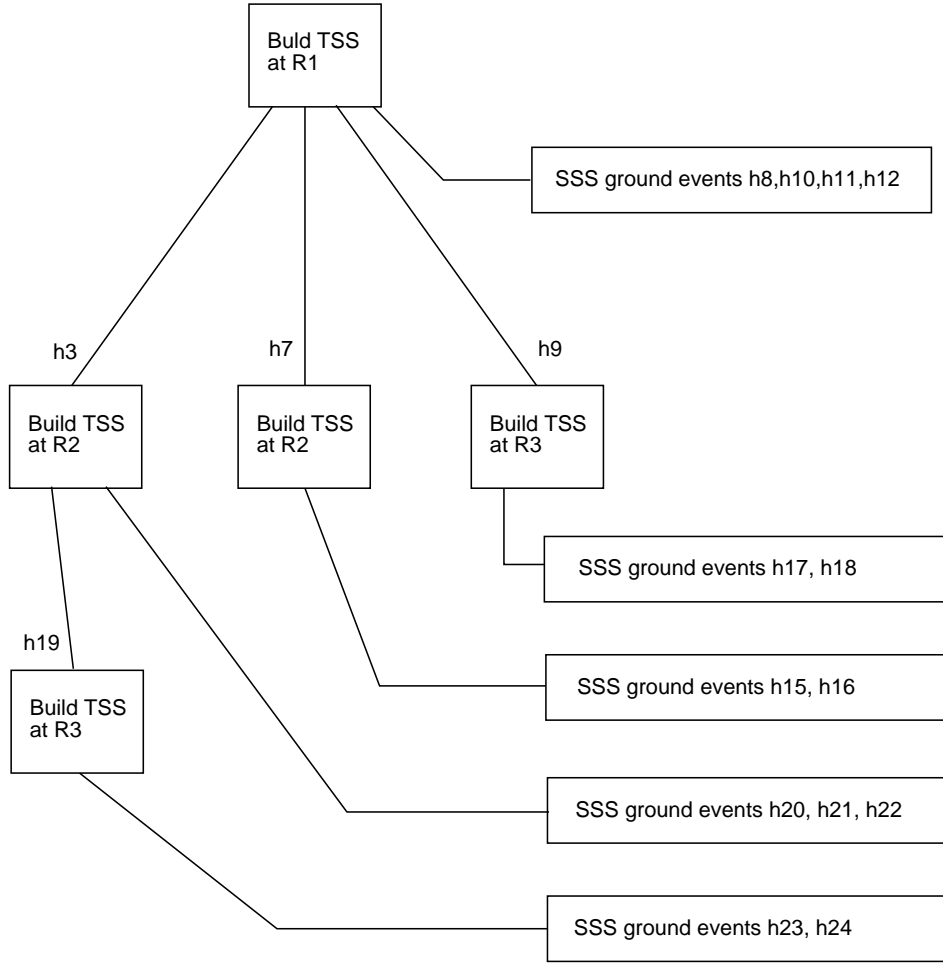 Buld TSS
at R1
SSS ground events h8,h10,h11,h12
h3
h7
h9
Build TSS
at R2
Build TSS
at R2
Build TSS
at R3
SSS ground events h17, h18
h19
SSS ground events h15, h16
Build TSS
at R3
SSS ground events h20, h21, h22
SSS ground events h23, h24